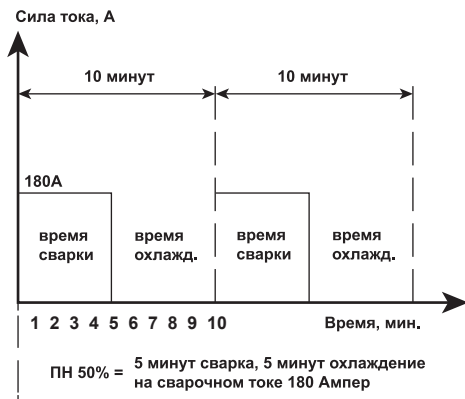 Сила тока, А
10 минут 10 минут
180А
время сварки время охлажд. время сварки время охлажд.
1 2 3 4 5 6 7 8 9 10 Время, мин.
ПН 50% = 5 минут сварка, 5 минут охлаждение
на сварочном токе 180 Ампер